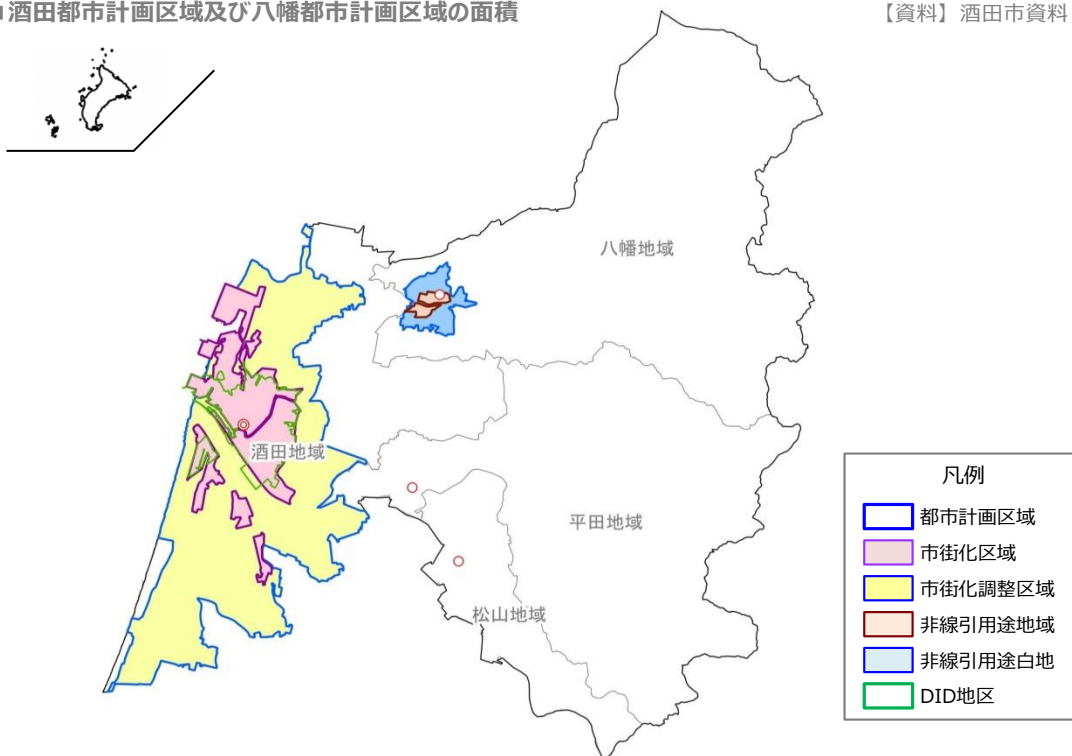 ■酒田都市計画区域及び八幡都市計画区域の面積
【資料】酒田市資料
八幡地域
酒田地域
平田地域
松山地域
凡例
都市計画区域
市街化区域
市街化調整区域
非線引用途地域
非線引用途白地
DID地区